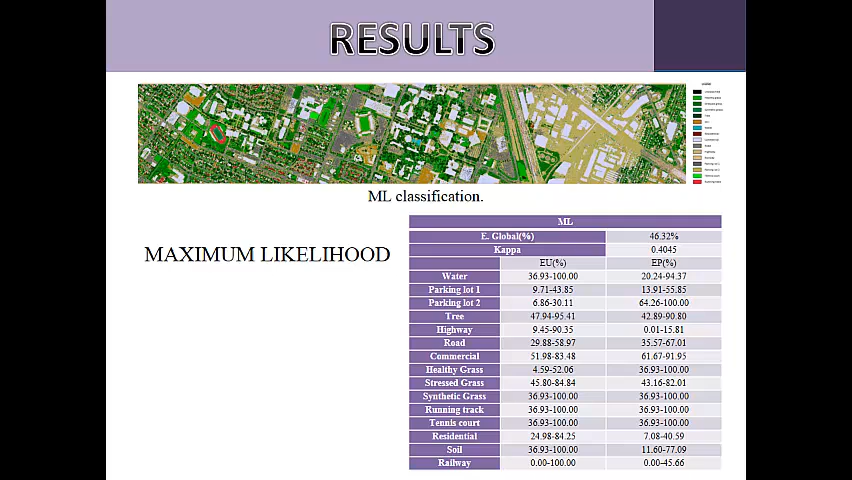 RESULTS
ML classification.
MAXIMUM LIKELIHOOD
ML
E. Global(%) 46.32%
Kappa 0.4045
EU(%) EP(%)
Water 36.93-100.00 20.24-94.37
Parking lot 1 9.71-43.85 13.91-55.85
Parking lot 2 6.86-30.11 64.26-100.00
Tree 47.94-95.41 42.89-90.80
Highway 9.45-90.35 0.01-15.81
Road 29.88-58.97 35.57-67.01
Commercial 51.98-83.48 61.67-91.95
Healthy Grass 4.59-52.06 36.93-100.00
Stressed Grass 45.80-84.84 43.16-82.01
Synthetic Grass 36.93-100.00 36.93-100.00
Running track 36.93-100.00 36.93-100.00
Tennis court 36.93-100.00 36.93-100.00
Residential 24.98-84.25 7.08-40.59
Soil 36.93-100.00 11.60-77.09
Railway 0.00-100.00 0.00-45.66